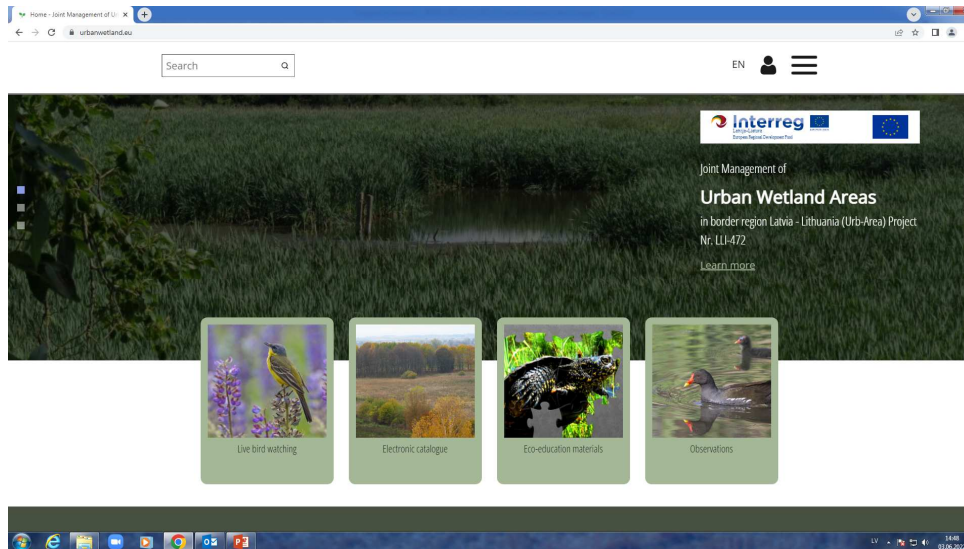 Home - Joint Management of U
urbanwetland.eu
Search
EN
Interreg
Latvija-Lietuva
European Regional Development Fund
Joint Management of
Urban Wetland Areas
in border region Latvia - Lithuania (Urb-Area) Project
Nr. LLI-472
Learn more
Live bird watching
Electronic catalogue
Eco-education materials
Observations
LV
14:48